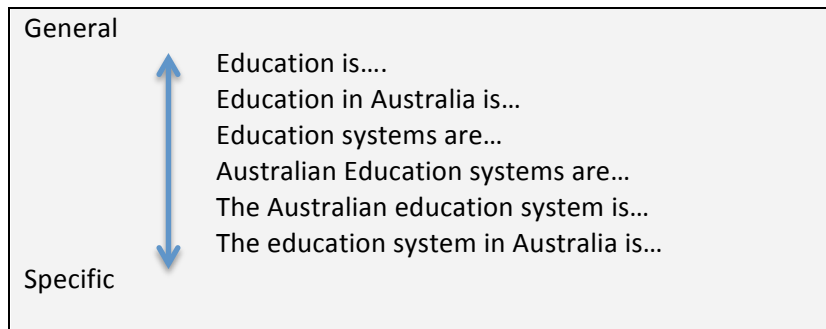 General
Education is....
Education in Australia is…
Education systems are…
Australian Education systems are…
The Australian education system is…
The education system in Australia is…
Specific